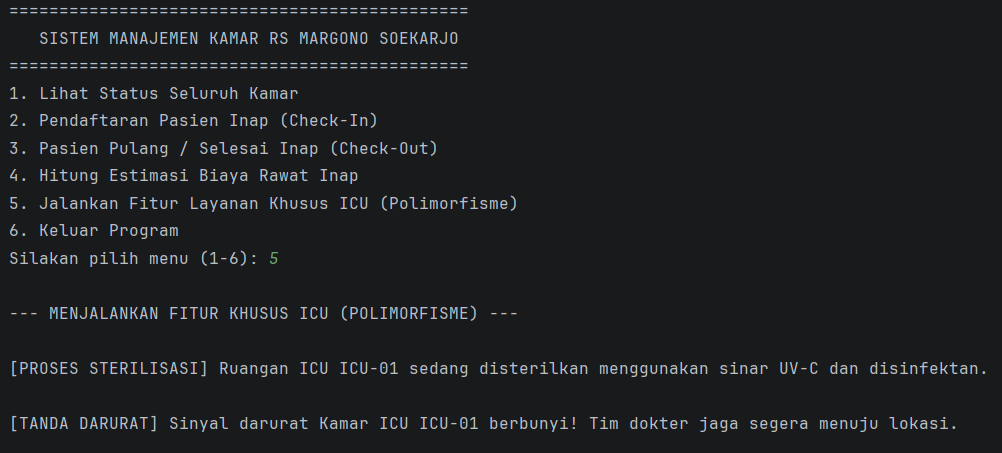 ==============================================
SISTEM MANAJEMEN KAMAR RS MARGONO SOEKARJO
==============================================
1. Lihat Status Seluruh Kamar
2. Pendaftaran Pasien Inap (Check-In)
3. Pasien Pulang / Selesai Inap (Check-Out)
4. Hitung Estimasi Biaya Rawat Inap
5. Jalankan Fitur Layanan Khusus ICU (Polimorfisme)
6. Keluar Program
Silakan pilih menu (1-6): 5
--- MENJALANKAN FITUR KHUSUS ICU (POLIMORFISME) ---
[PROSES STERILISASI] Ruangan ICU ICU-01 sedang disterilkan menggunakan sinar UV-C dan disinfektan.
[TANDA DARURAT] Sinyal darurat Kamar ICU ICU-01 berbunyi! Tim dokter jaga segera menuju lokasi.